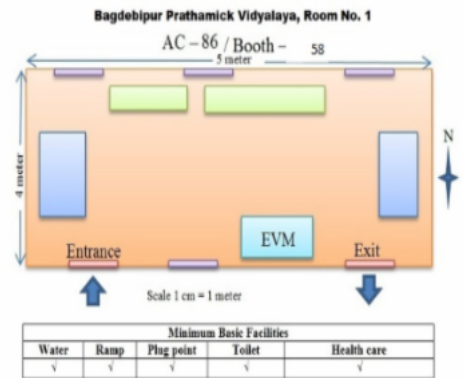 Bagdebipur Prathamick Vidyalaya, Room No. 1
AC – 86 / Booth – 58
5 meter
N
4 meter
EVM
Entrance
Exit
Scale 1 cm = 1 meter
Minimum Basic Facilities
Water Ramp Plug point Toilet Health care
√ √ √ √ √